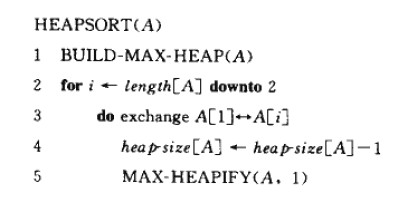 HEAPSORT(A)
1 BUILD-MAX-HEAP(A)
2 for i ← length[A] downto 2
3 do exchange A[1]↔A[i]
4 heap-size[A] ← heap-size[A]−1
5 MAX-HEAPIFY(A, 1)